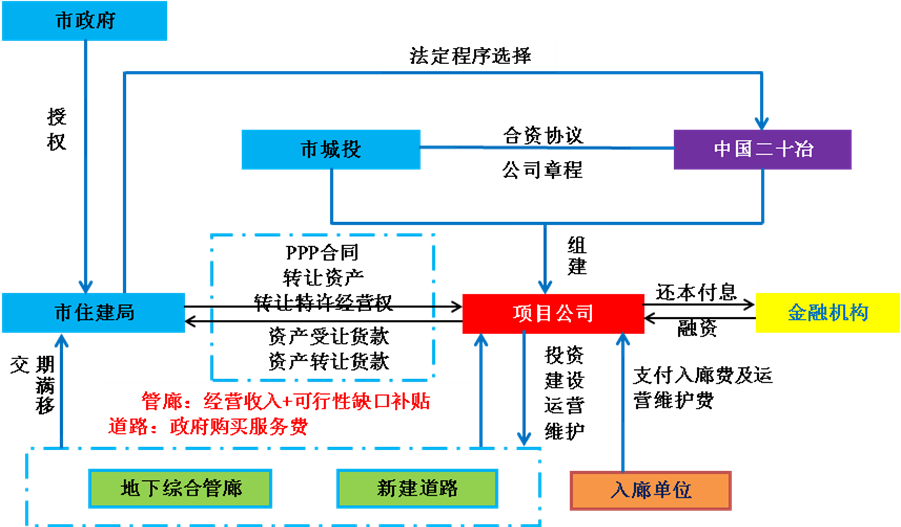 市政府
法定程序选择
授权
市城投
合资协议
公司章程
中国二十冶
PPP合同
转让资产
转让特许经营权
组建
市住建局
项目公司
还本付息
融资
金融机构
资产受让货款
资产转让货款
交
期满移
投资建设运营维护
支付入廊费及运
营维护费
管廊：经营收入+可行性缺口补贴
道路：政府购买服务费
地下综合管廊
新建道路
入廊单位